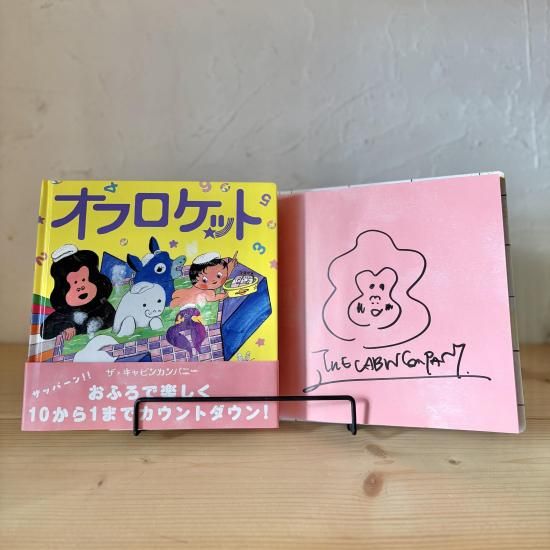 オフロケット
ザ・キャビンカンパニー
ザッパーン!!
おふろで楽しく
10から1までカウントダウン!
THE CABIN COMPANY.